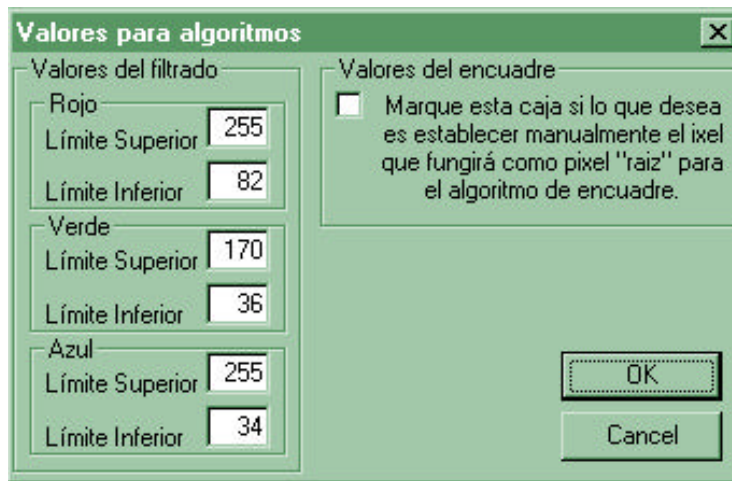 Valores para algoritmos
Valores del filtrado
Rojo
Límite Superior 255
Límite Inferior 82
Verde
Límite Superior 170
Límite Inferior 36
Azul
Límite Superior 255
Límite Inferior 34
Valores del encuadre
Marque esta caja si lo que desea
es establecer manualmente el ixel
que fungirá como pixel "raiz" para
el algoritmo de encuadre.
OK
Cancel